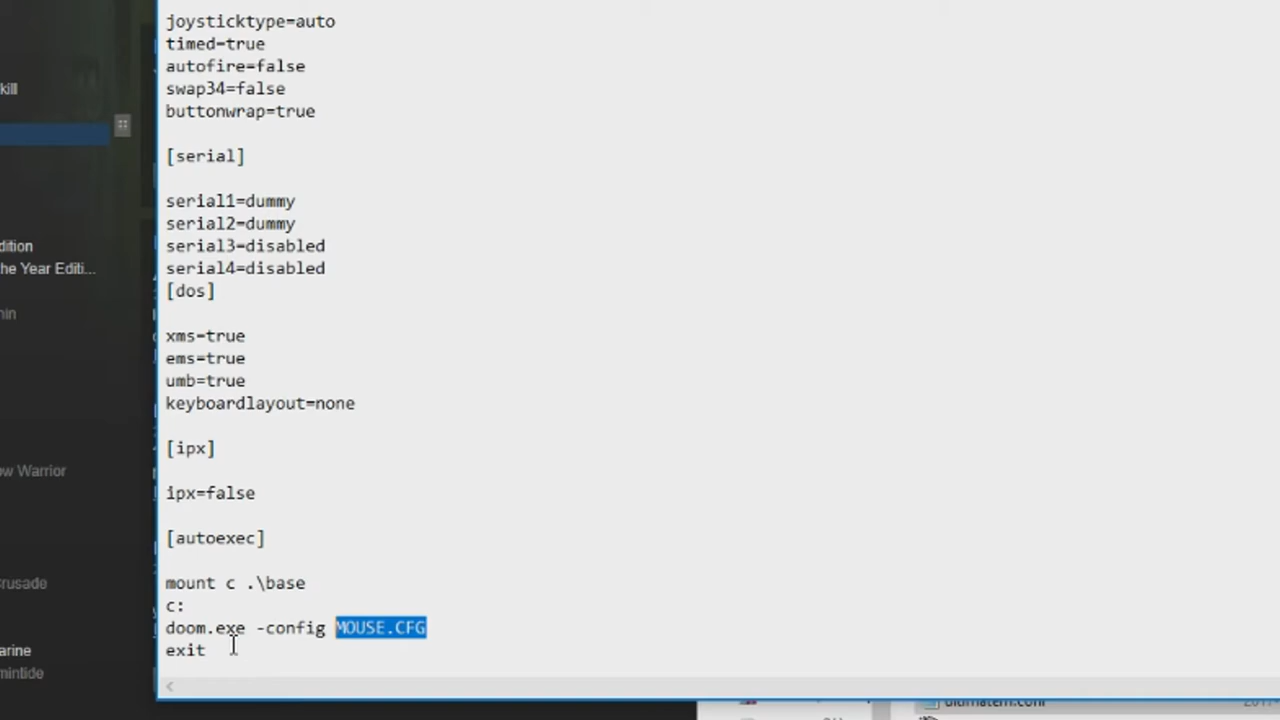 joysticktype=auto
timed=true
autofire=false
swap34=false
buttonwrap=true
[serial]
serial1=dummy
serial2=dummy
serial3=disabled
serial4=disabled
[dos]
xms=true
ems=true
umb=true
keyboardlayout=none
[ipx]
ipx=false
[autoexec]
mount c .\base
c:
doom.exe -config MOUSE.CFG
exit
kill
dition
he Year Editi...
min
ow Warrior
rusade
arine
mintide